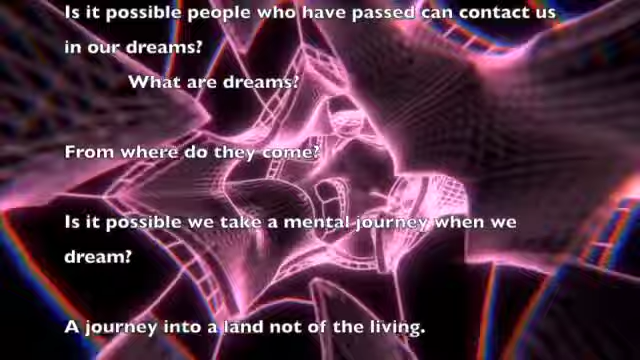 Is it possible people who have passed can contact us
in our dreams?
What are dreams?
From where do they come?
Is it possible we take a mental journey when we
dream?
A journey into a land not of the living.